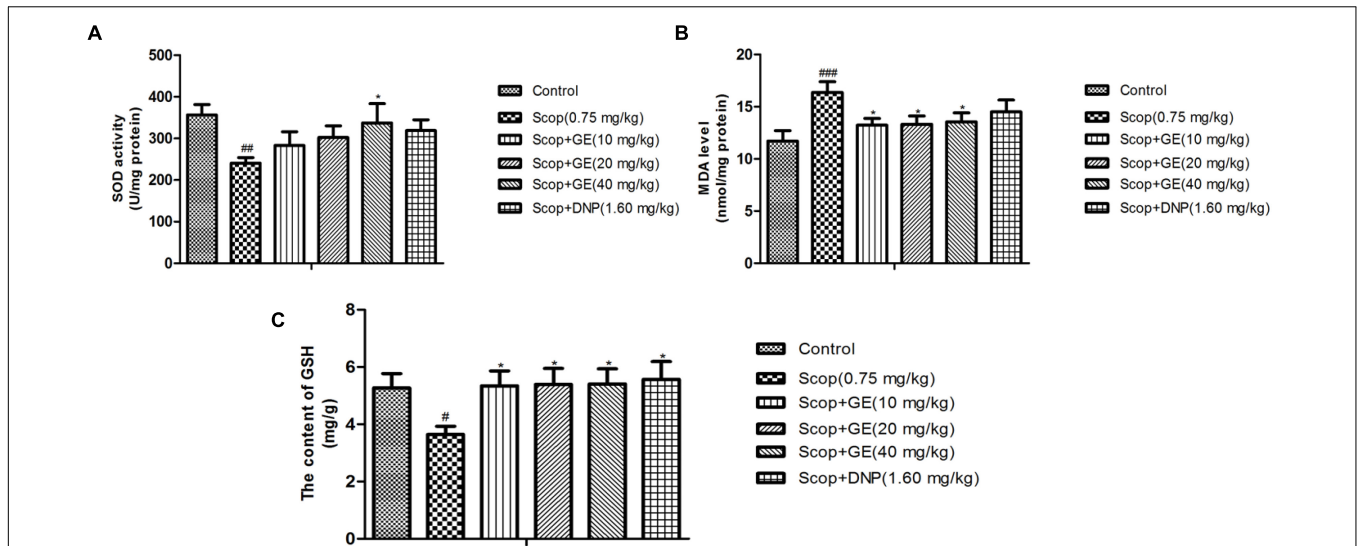 A
SOD activity
(U/mg protein)
500
400
300
200
100
0
##
*
Control
Scop(0.75 mg/kg)
Scop+GE(10 mg/kg)
Scop+GE(20 mg/kg)
Scop+GE(40 mg/kg)
Scop+DNP(1.60 mg/kg)
B
MDA level
(nmol/mg protein)
20
15
10
5
0
###
*
*
*
Control
Scop(0.75 mg/kg)
Scop+GE(10 mg/kg)
Scop+GE(20 mg/kg)
Scop+GE(40 mg/kg)
Scop+DNP(1.60 mg/kg)
C
The content of GSH
(mg/g)
8
6
4
2
0
#
*
*
*
*
Control
Scop(0.75 mg/kg)
Scop+GE(10 mg/kg)
Scop+GE(20 mg/kg)
Scop+GE(40 mg/kg)
Scop+DNP(1.60 mg/kg)